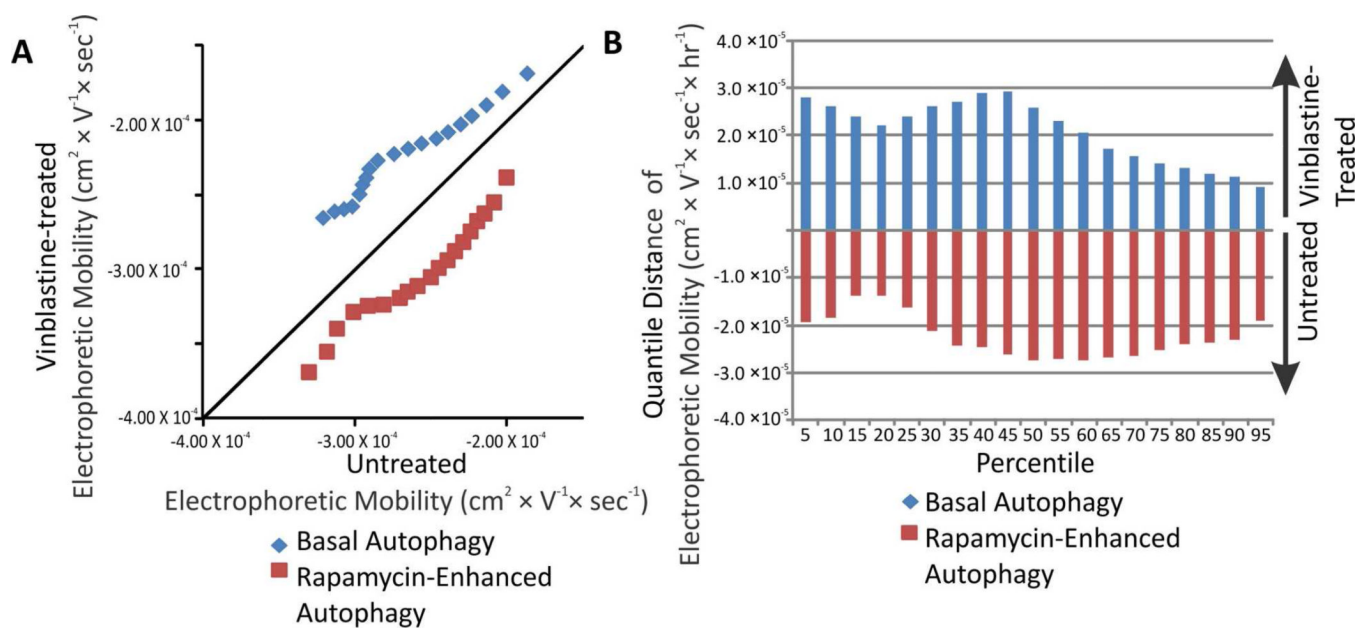 A
Vinblastine-treated
Electrophoretic Mobility (cm² × V⁻¹× sec⁻¹)
-2.00 X 10⁻⁴
-3.00 X 10⁻⁴
-4.00 X 10⁻⁴
-4.00 X 10⁻⁴ -3.00 X 10⁻⁴ -2.00 X 10⁻⁴
Untreated
Electrophoretic Mobility (cm² × V⁻¹× sec⁻¹)
Basal Autophagy
Rapamycin-Enhanced
Autophagy
B
Quantile Distance of
Electrophoretic Mobility (cm² × V⁻¹× sec⁻¹× hr⁻¹)
4.0 ×10⁻⁵
3.0 ×10⁻⁵
2.0 ×10⁻⁵
1.0 ×10⁻⁵
-1.0 ×10⁻⁵
-2.0 ×10⁻⁵
-3.0 ×10⁻⁵
-4.0 ×10⁻⁵
5 10 15 20 25 30 35 40 45 50 55 60 65 70 75 80 85 90 95
Percentile
Vinblastine-
Treated
Untreated
Basal Autophagy
Rapamycin-Enhanced
Autophagy